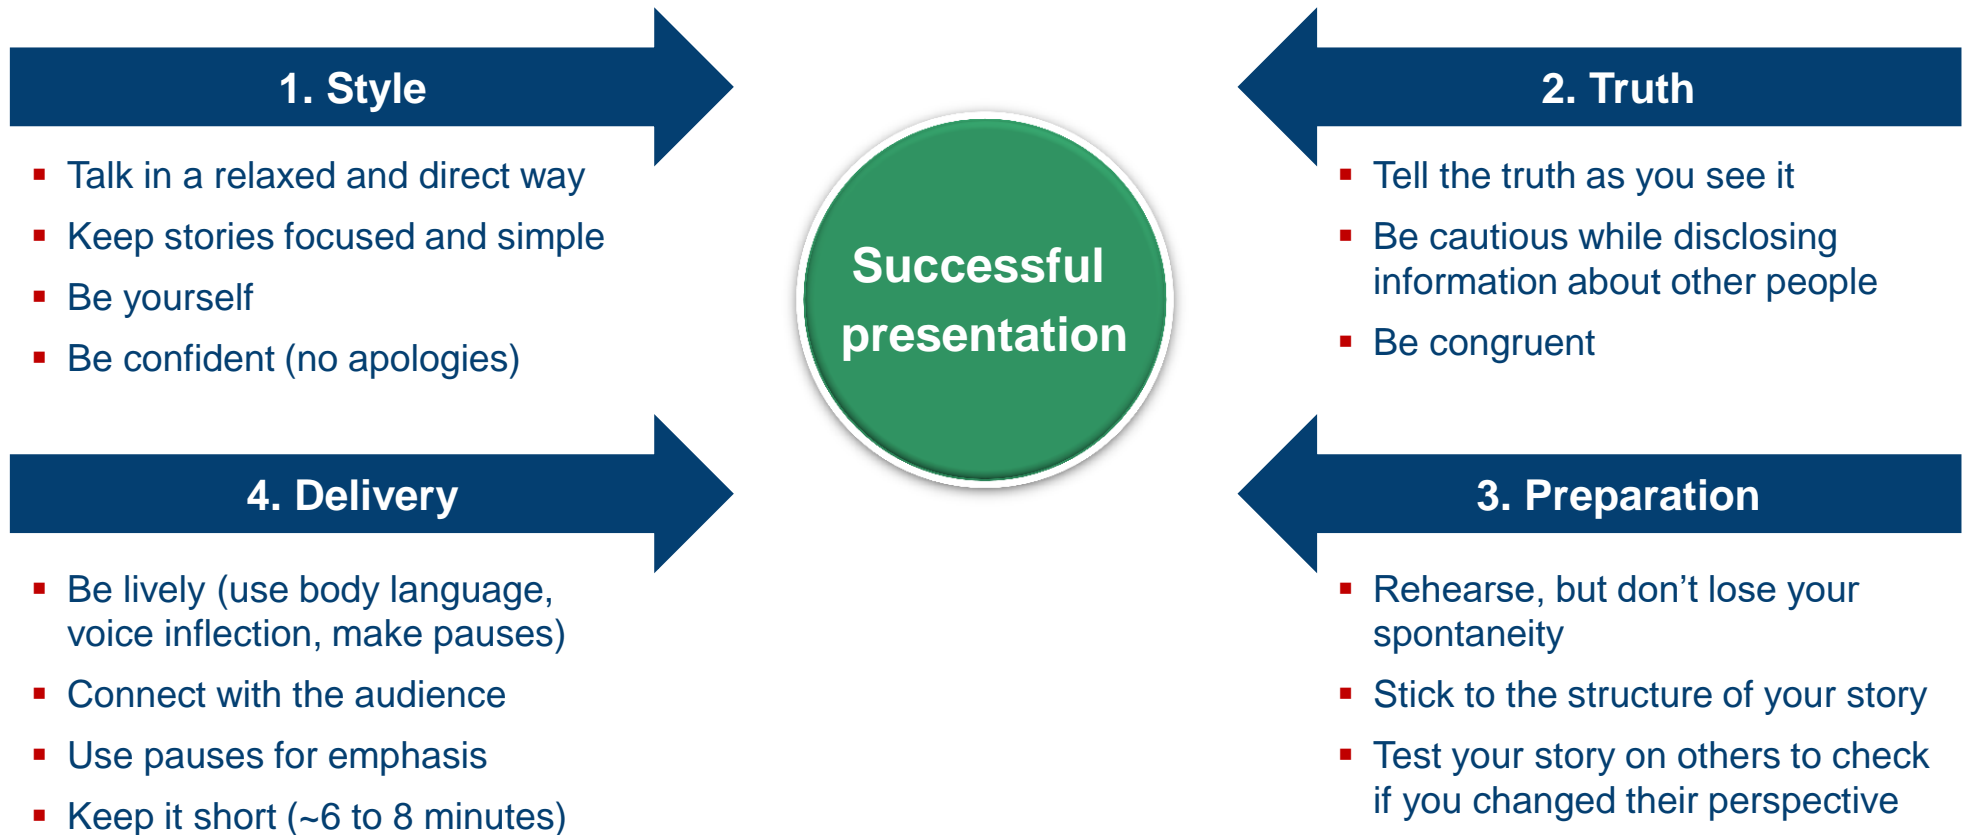 1. Style
▪ Talk in a relaxed and direct way
▪ Keep stories focused and simple
▪ Be yourself
▪ Be confident (no apologies)
Successful
presentation
2. Truth
▪ Tell the truth as you see it
▪ Be cautious while disclosing
information about other people
▪ Be congruent
3. Preparation
▪ Rehearse, but don’t lose your
spontaneity
▪ Stick to the structure of your story
▪ Test your story on others to check
if you changed their perspective
4. Delivery
▪ Be lively (use body language,
voice inflection, make pauses)
▪ Connect with the audience
▪ Use pauses for emphasis
▪ Keep it short (~6 to 8 minutes)